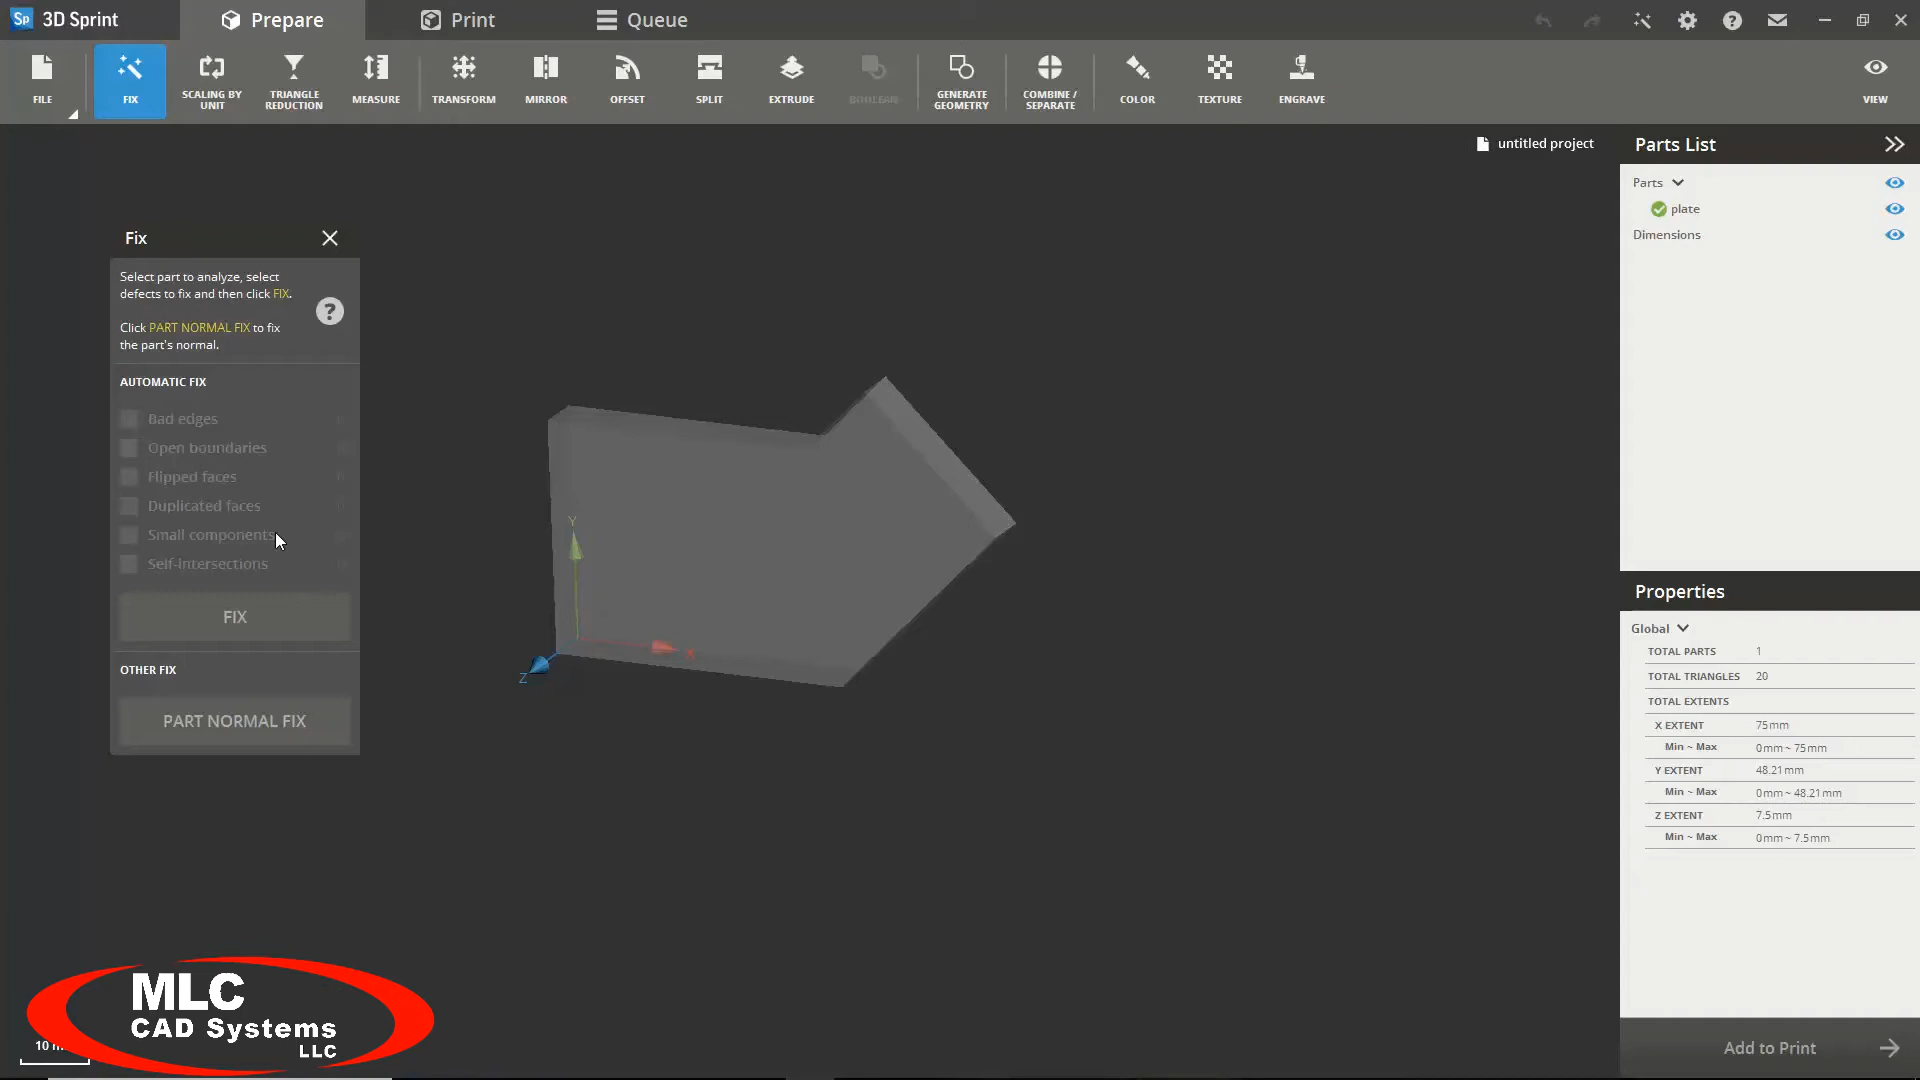 Sp 3D Sprint
Prepare
Print
Queue
FILE
FIX
SCALING BY
UNIT
TRIANGLE
REDUCTION
MEASURE
TRANSFORM
MIRROR
OFFSET
SPLIT
EXTRUDE
BOOLEAN
GENERATE
GEOMETRY
COMBINE /
SEPARATE
COLOR
TEXTURE
ENGRAVE
VIEW
untitled project
Parts List
Parts
plate
Dimensions
Fix
Select part to analyze, select
defects to fix and then click FIX.
Click PART NORMAL FIX to fix
the part's normal.
?
AUTOMATIC FIX
Bad edges
Open boundaries
Flipped faces
Duplicated faces
Small components
Self-Intersections
FIX
OTHER FIX
PART NORMAL FIX
Y
X
Z
Properties
Global
TOTAL PARTS 1
TOTAL TRIANGLES 20
TOTAL EXTENTS
X EXTENT 75mm
Min ~ Max 0mm ~ 75mm
Y EXTENT 48.21mm
Min ~ Max 0mm ~ 48.21mm
Z EXTENT 7.5mm
Min ~ Max 0mm ~ 7.5mm
Add to Print
MLC
CAD Systems
LLC
10